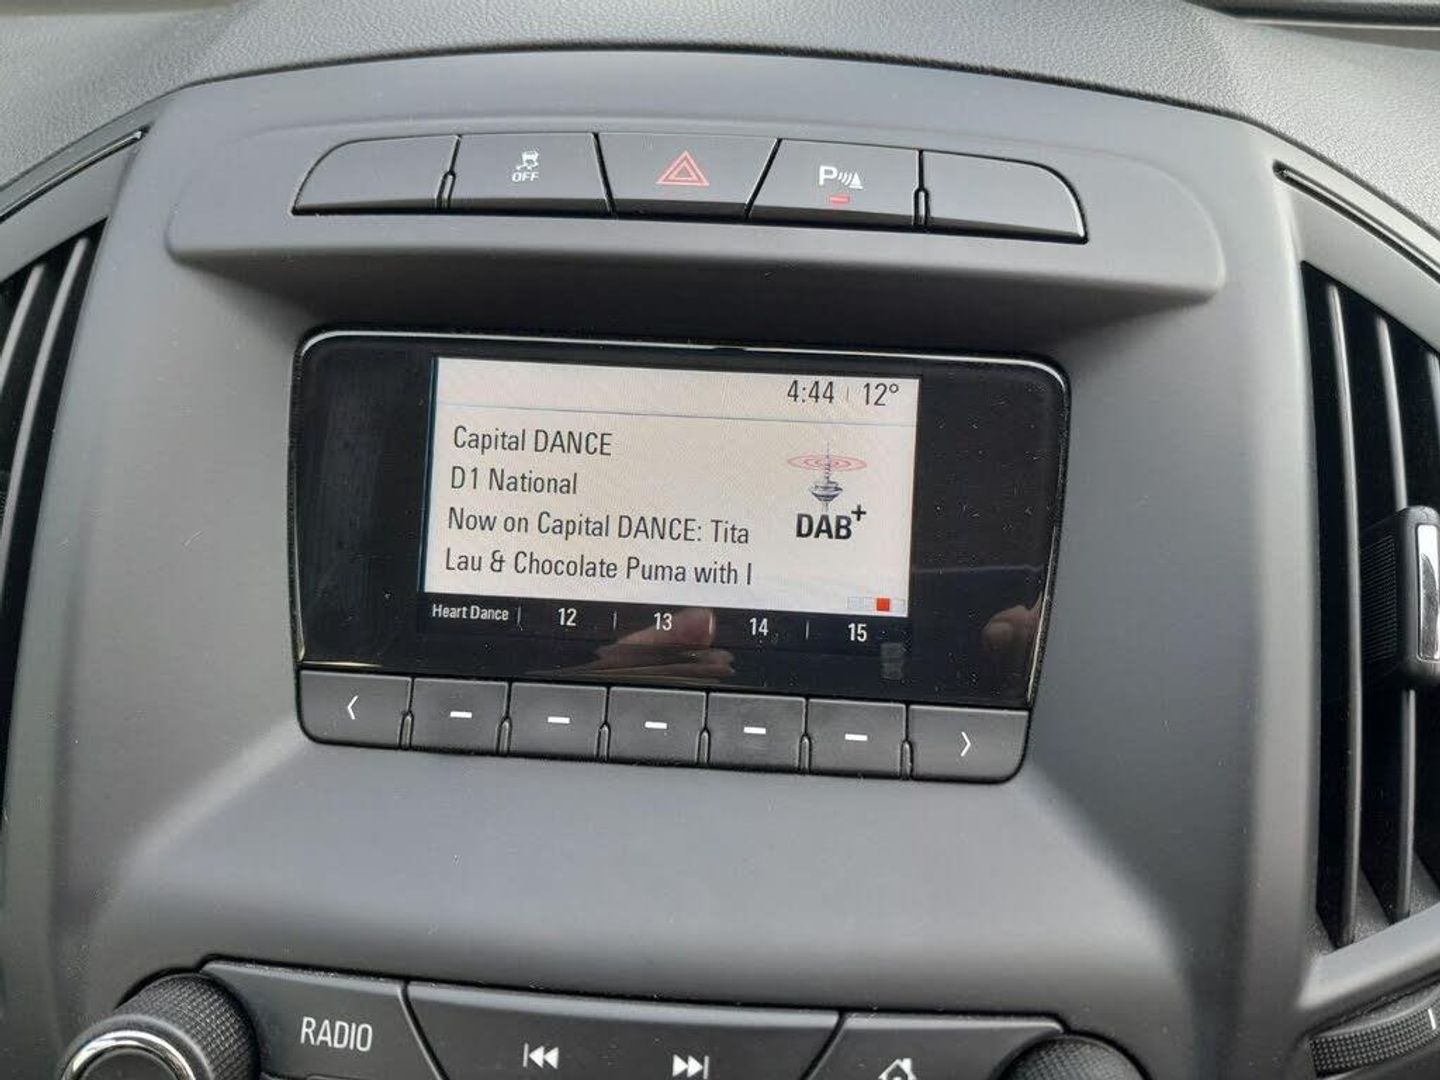 OFF
P
4:44 12°
Capital DANCE
D1 National
Now on Capital DANCE: Tita
Lau & Chocolate Puma with I
DAB+
Heart Dance 12 13 14 15
RADIO